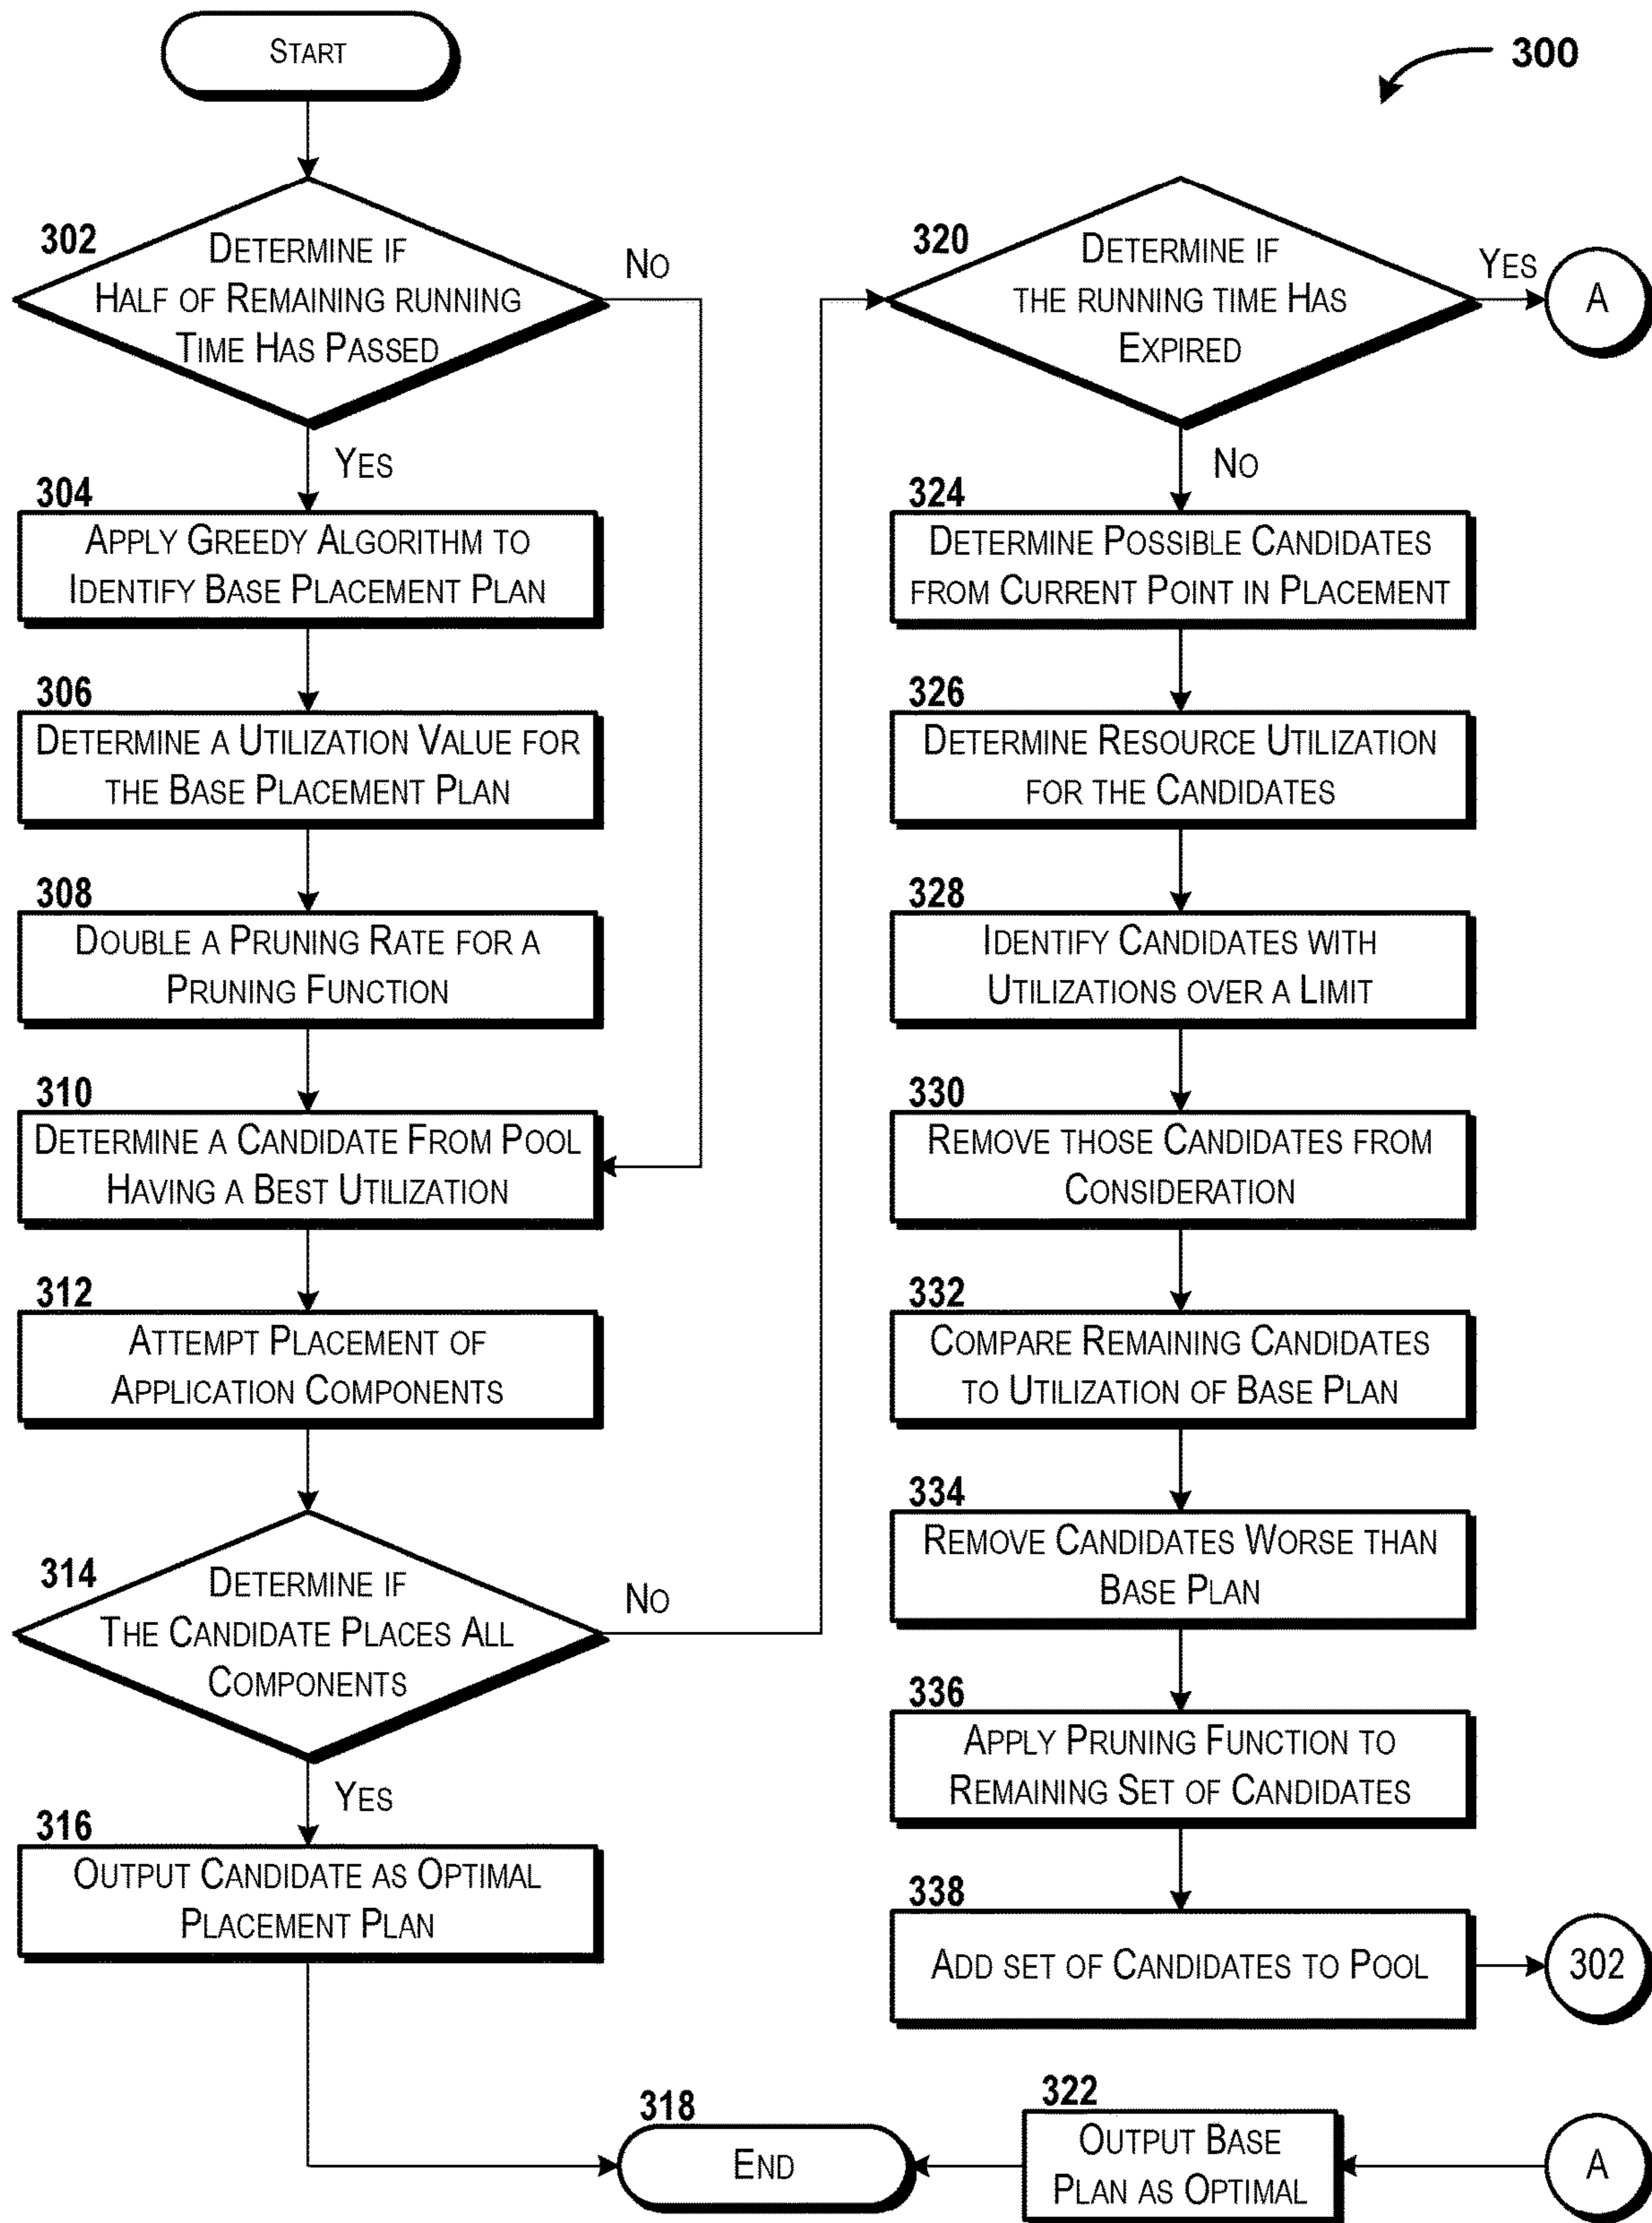 START
300
302
DETERMINE IF
HALF OF REMAINING RUNNING
TIME HAS PASSED
NO
YES
304
APPLY GREEDY ALGORITHM TO
IDENTIFY BASE PLACEMENT PLAN
306
DETERMINE A UTILIZATION VALUE FOR
THE BASE PLACEMENT PLAN
308
DOUBLE A PRUNING RATE FOR A
PRUNING FUNCTION
310
DETERMINE A CANDIDATE FROM POOL
HAVING A BEST UTILIZATION
312
ATTEMPT PLACEMENT OF
APPLICATION COMPONENTS
314
DETERMINE IF
THE CANDIDATE PLACES ALL
COMPONENTS
NO
YES
316
OUTPUT CANDIDATE AS OPTIMAL
PLACEMENT PLAN
320
DETERMINE IF
THE RUNNING TIME HAS
EXPIRED
YES
A
NO
324
DETERMINE POSSIBLE CANDIDATES
FROM CURRENT POINT IN PLACEMENT
326
DETERMINE RESOURCE UTILIZATION
FOR THE CANDIDATES
328
IDENTIFY CANDIDATES WITH
UTILIZATIONS OVER A LIMIT
330
REMOVE THOSE CANDIDATES FROM
CONSIDERATION
332
COMPARE REMAINING CANDIDATES
TO UTILIZATION OF BASE PLAN
334
REMOVE CANDIDATES WORSE THAN
BASE PLAN
336
APPLY PRUNING FUNCTION TO
REMAINING SET OF CANDIDATES
338
ADD SET OF CANDIDATES TO POOL
302
318
END
322
OUTPUT BASE
PLAN AS OPTIMAL
A